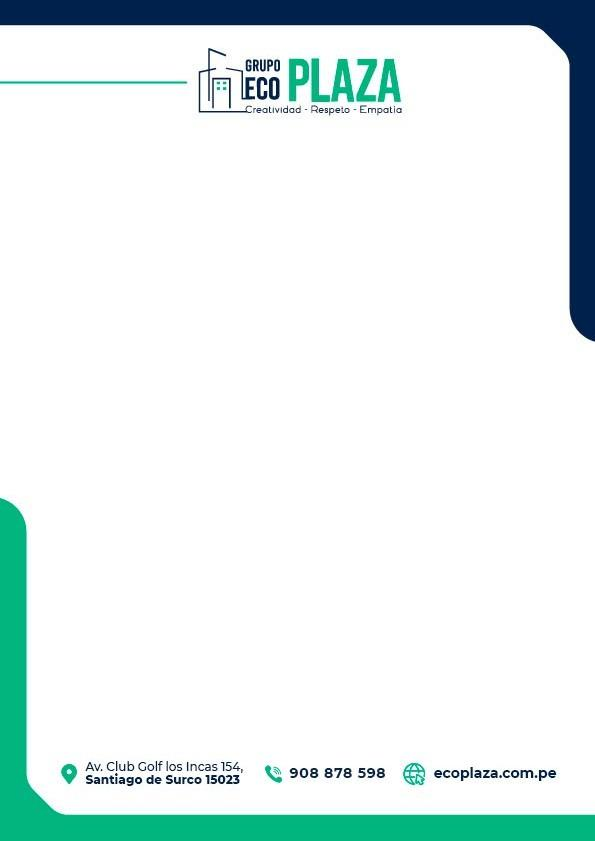 GRUPO
ECO PLAZA
Creatividad - Respeto - Empatía
Av. Club Golf los Incas 154,
Santiago de Surco 15023
908 878 598
ecoplaza.com.pe